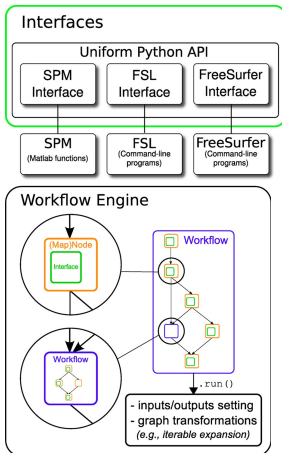 Interfaces
Uniform Python API
SPM
Interface
FSL
Interface
FreeSurfer
Interface
SPM
(Matlab functions)
FSL
(Command-line
programs)
FreeSurfer
(Command-line
programs)
Workflow Engine
(Map)Node
Interface
Workflow
Workflow
.run()
- inputs/outputs setting
- graph transformations
(e.g., iterable expansion)